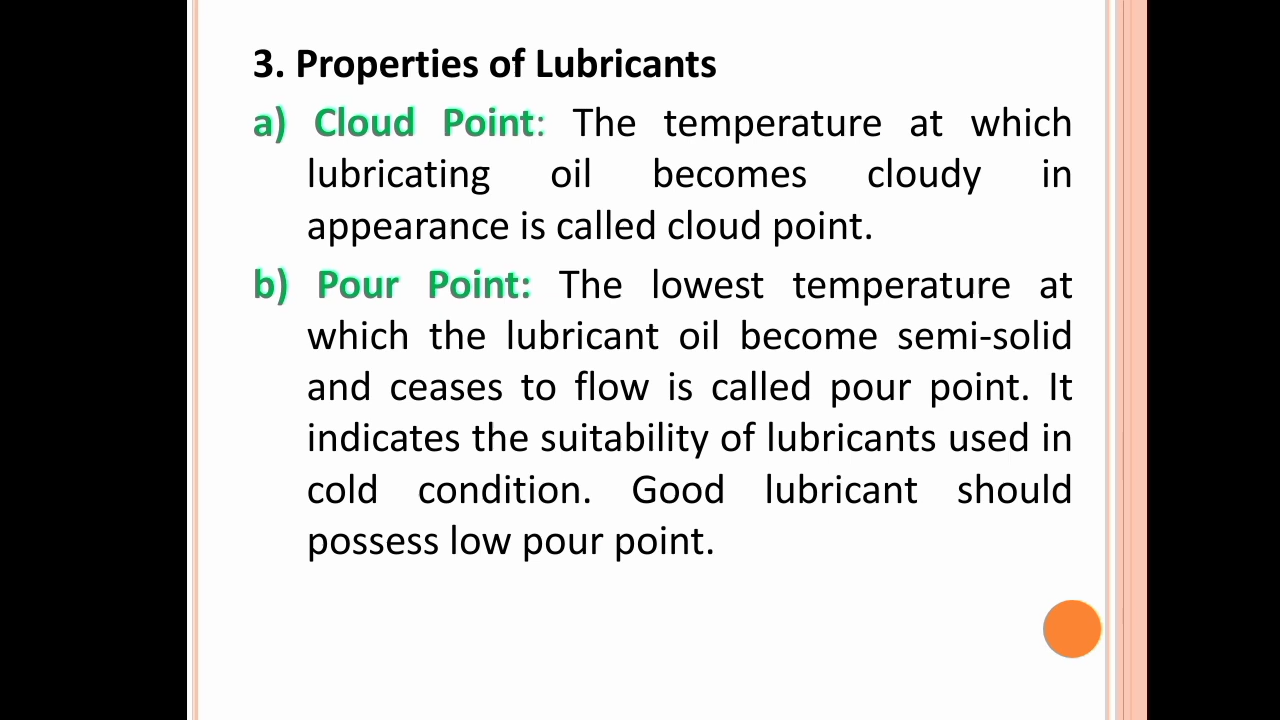 3. Properties of Lubricants
a) Cloud Point: The temperature at which
lubricating oil becomes cloudy in
appearance is called cloud point.
b) Pour Point: The lowest temperature at
which the lubricant oil become semi-solid
and ceases to flow is called pour point. It
indicates the suitability of lubricants used in
cold condition. Good lubricant should
possess low pour point.